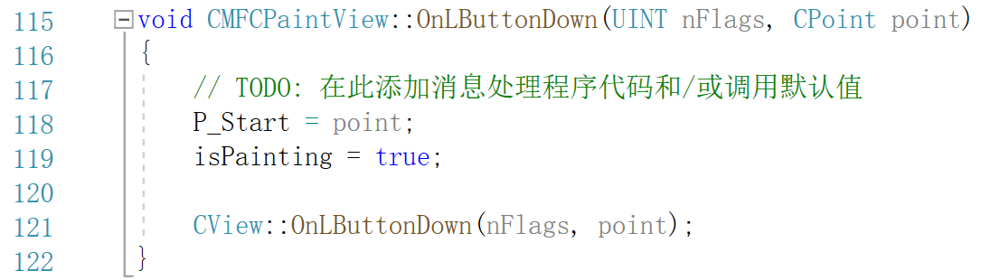 115 void CMFCPaintView::OnLButtonDown(UINT nFlags, CPoint point)
116 {
117 // TODO: 在此添加消息处理程序代码和/或调用默认值
118 P_Start = point;
119 isPainting = true;
120
121 CView::OnLButtonDown(nFlags, point);
122 }